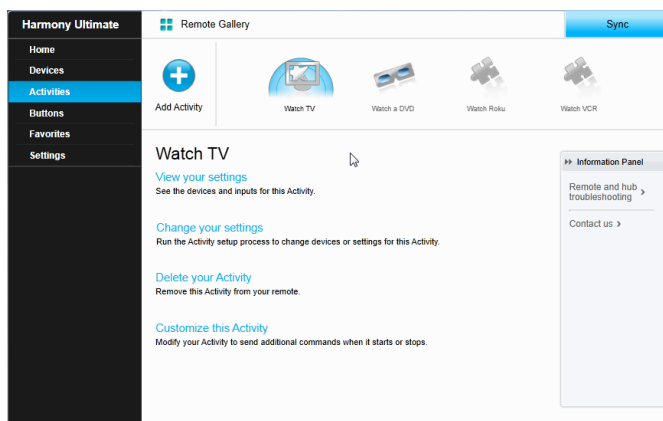 Harmony Ultimate
Remote Gallery
Sync
Home
Devices
Activities
Buttons
Favorites
Settings
Add Activity
Watch TV
Watch a DVD
Watch Roku
Watch VCR
Watch TV
View your settings
See the devices and inputs for this Activity.
Change your settings
Run the Activity setup process to change devices or settings for this Activity.
Delete your Activity
Remove this Activity from your remote.
Customize this Activity
Modify your Activity to send additional commands when it starts or stops.
Information Panel
Remote and hub
troubleshooting
Contact us